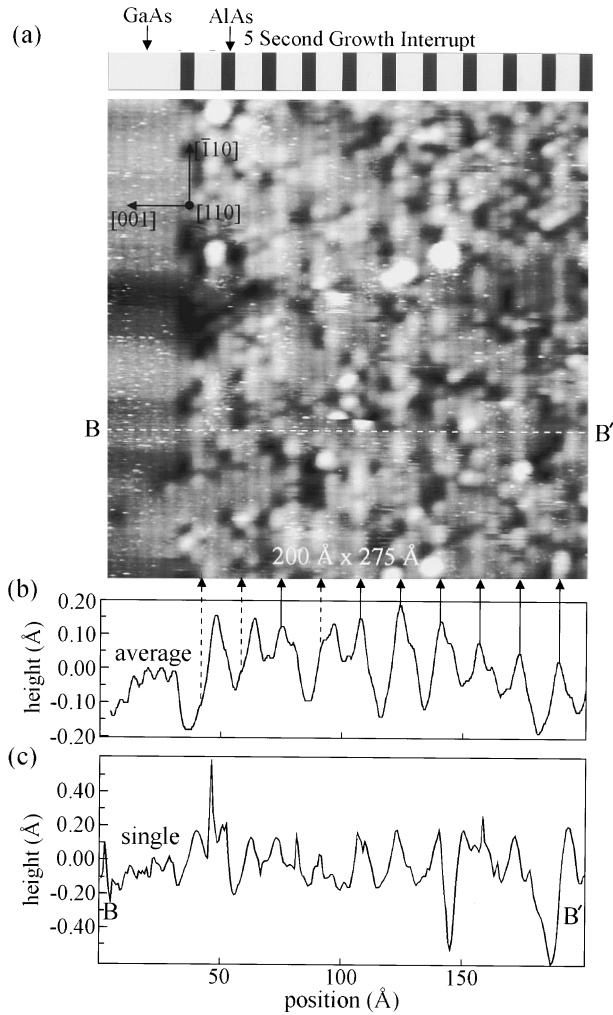 GaAs AlAs
(a) 5 Second Growth Interrupt
[1̄10]
[001] [110]
B B′
200 Å x 275 Å
(b)
0.20
0.10
average
0.00
-0.10
-0.20
height (Å)
(c)
0.40
0.20
single
0.00
-0.20
-0.40
height (Å)
B B′
50 100 150
position (Å)